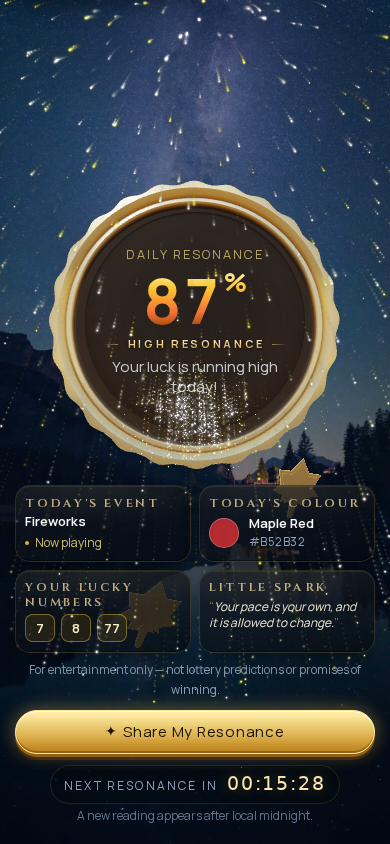 DAILY RESONANCE
87%
HIGH RESONANCE
Your luck is running high
today!
TODAY'S EVENT
Fireworks
• Now playing
TODAY'S COLOUR
Maple Red
#B52B32
YOUR LUCKY
NUMBERS
7 8 77
LITTLE SPARK
"Your pace is your own, and
it is allowed to change."
For entertainment only — not lottery predictions or promises of
winning.
✦ Share My Resonance
NEXT RESONANCE IN 00:15:28
A new reading appears after local midnight.